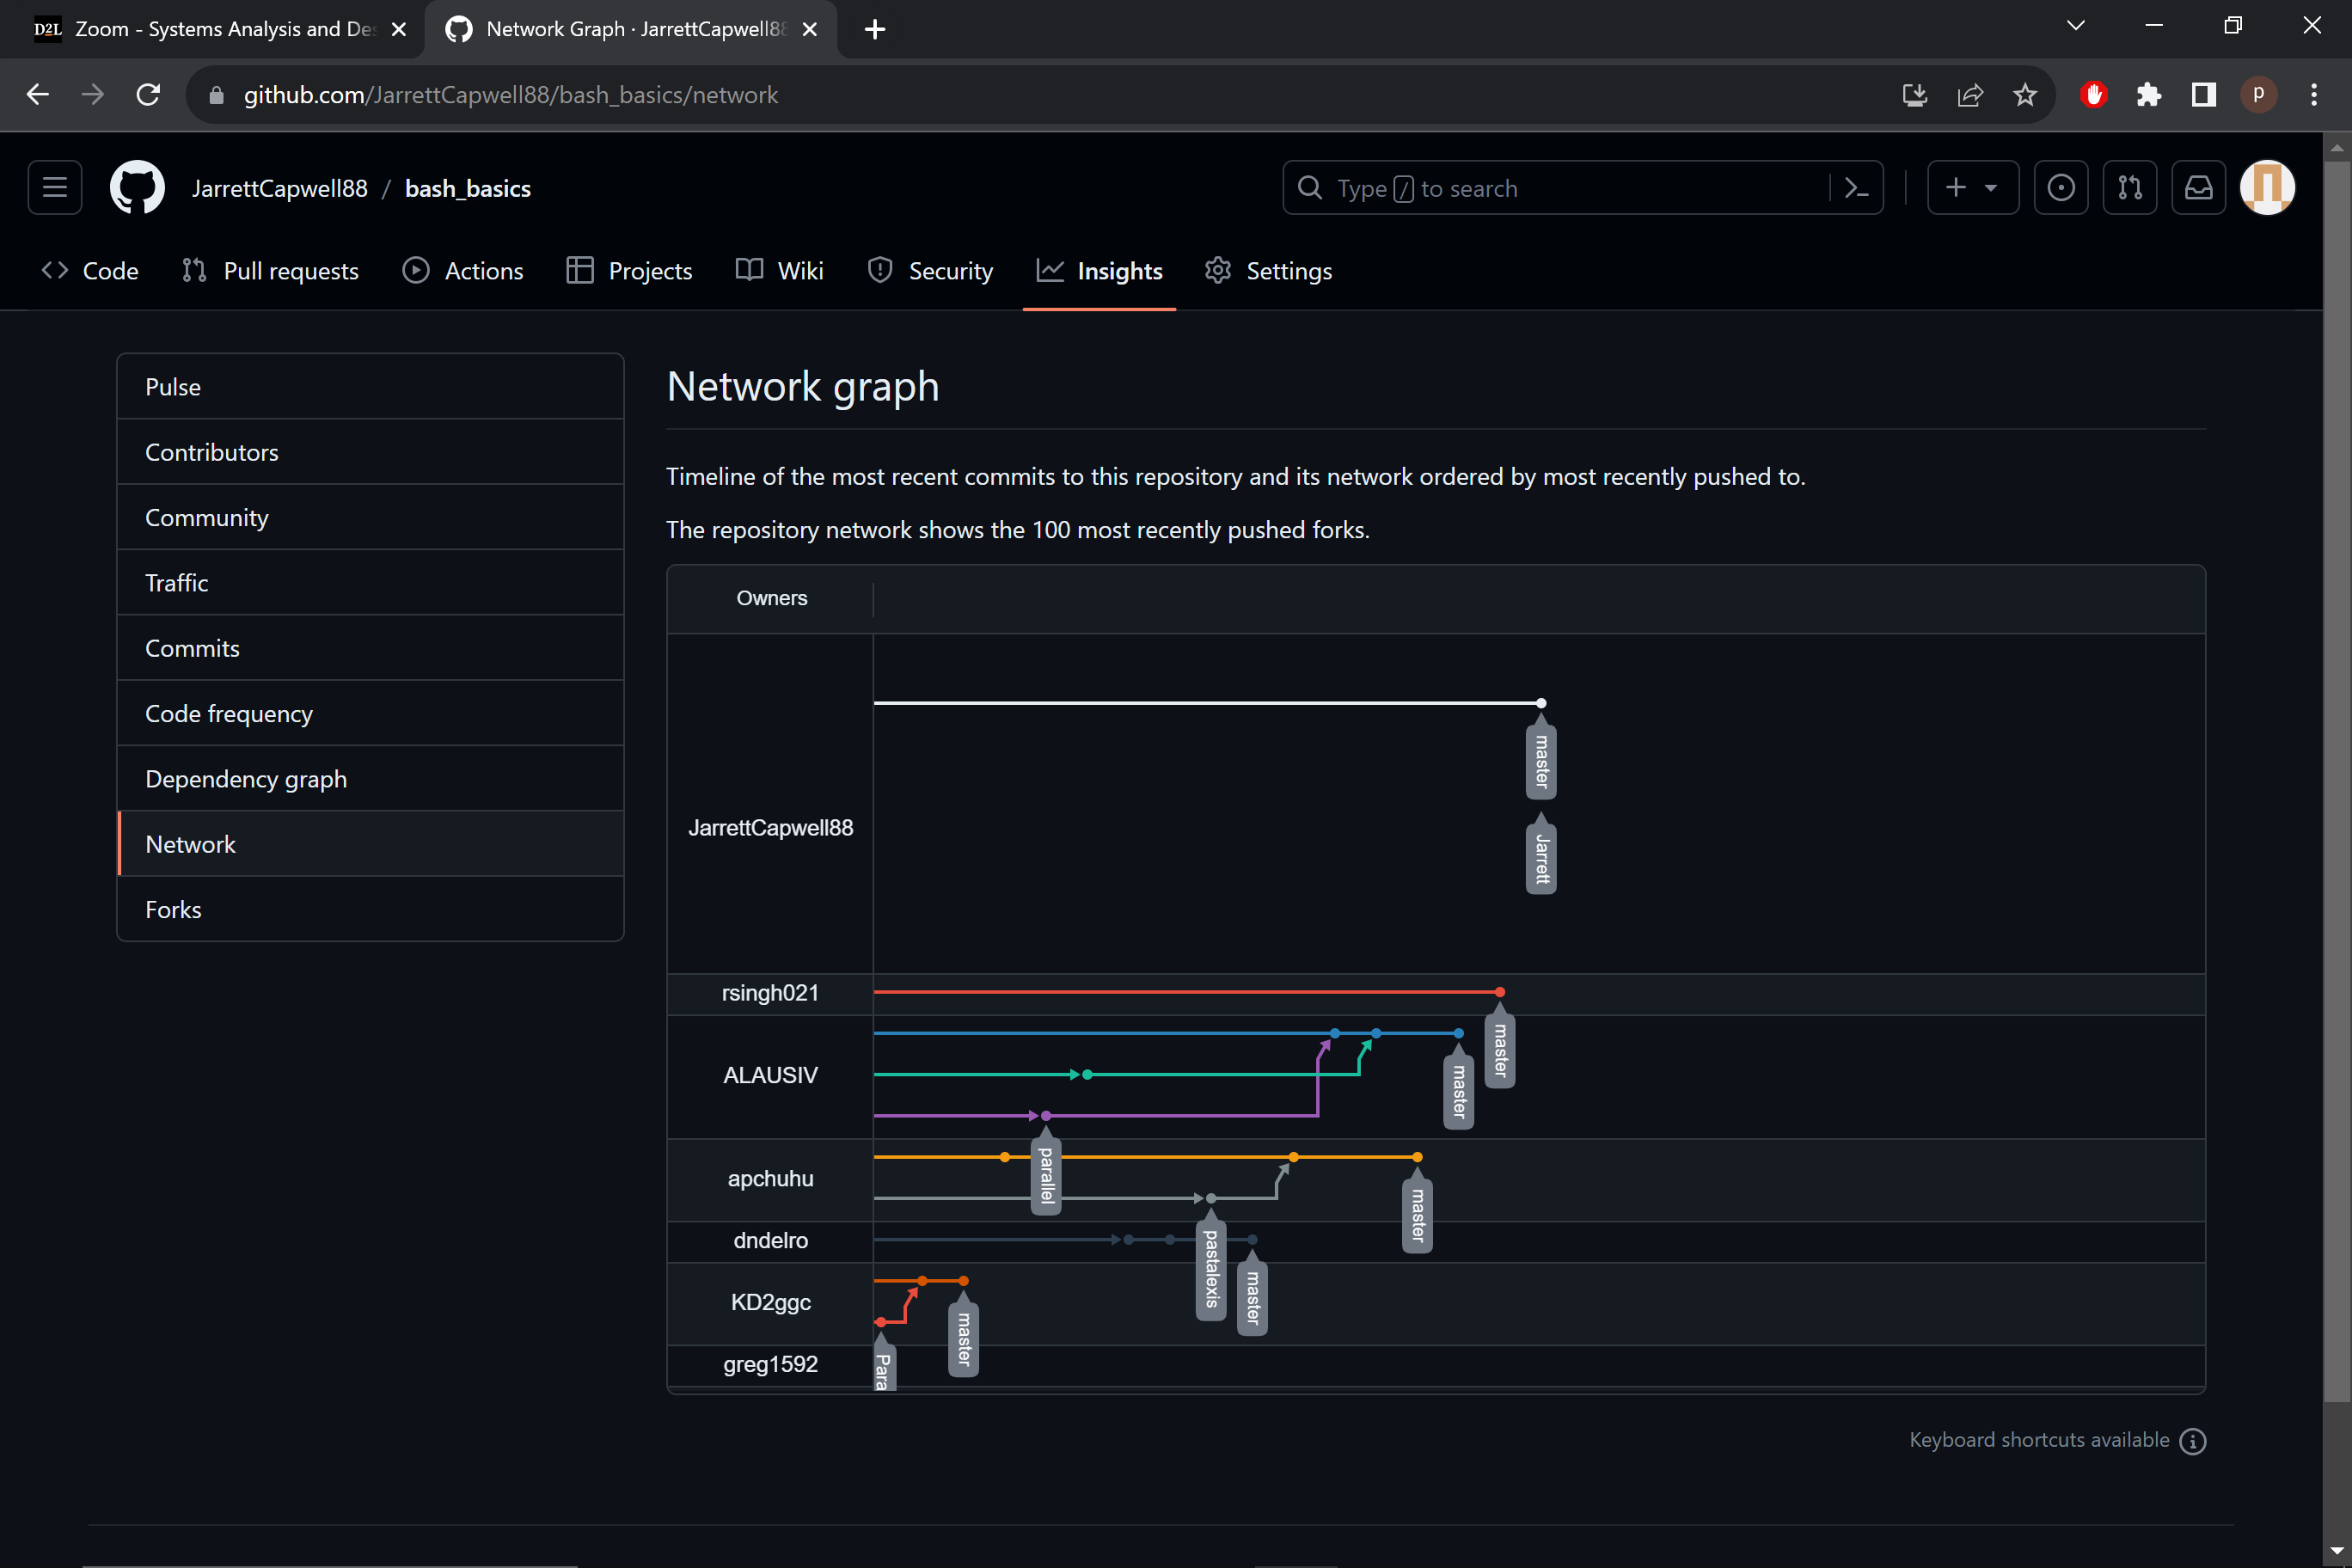 D2L Zoom - Systems Analysis and De
Network Graph · JarrettCapwell88
github.com/JarrettCapwell88/bash_basics/network
p
JarrettCapwell88 / bash_basics
Type / to search
Code
Pull requests
Actions
Projects
Wiki
Security
Insights
Settings
Pulse
Contributors
Community
Traffic
Commits
Code frequency
Dependency graph
Network
Forks
Network graph
Timeline of the most recent commits to this repository and its network ordered by most recently pushed to.
The repository network shows the 100 most recently pushed forks.
Owners
JarrettCapwell88
master
Jarrett
rsingh021
master
ALAUSIV
master
parallel
apchuhu
master
pastalexis
dndelro
master
KD2ggc
master
Para
greg1592
Keyboard shortcuts available